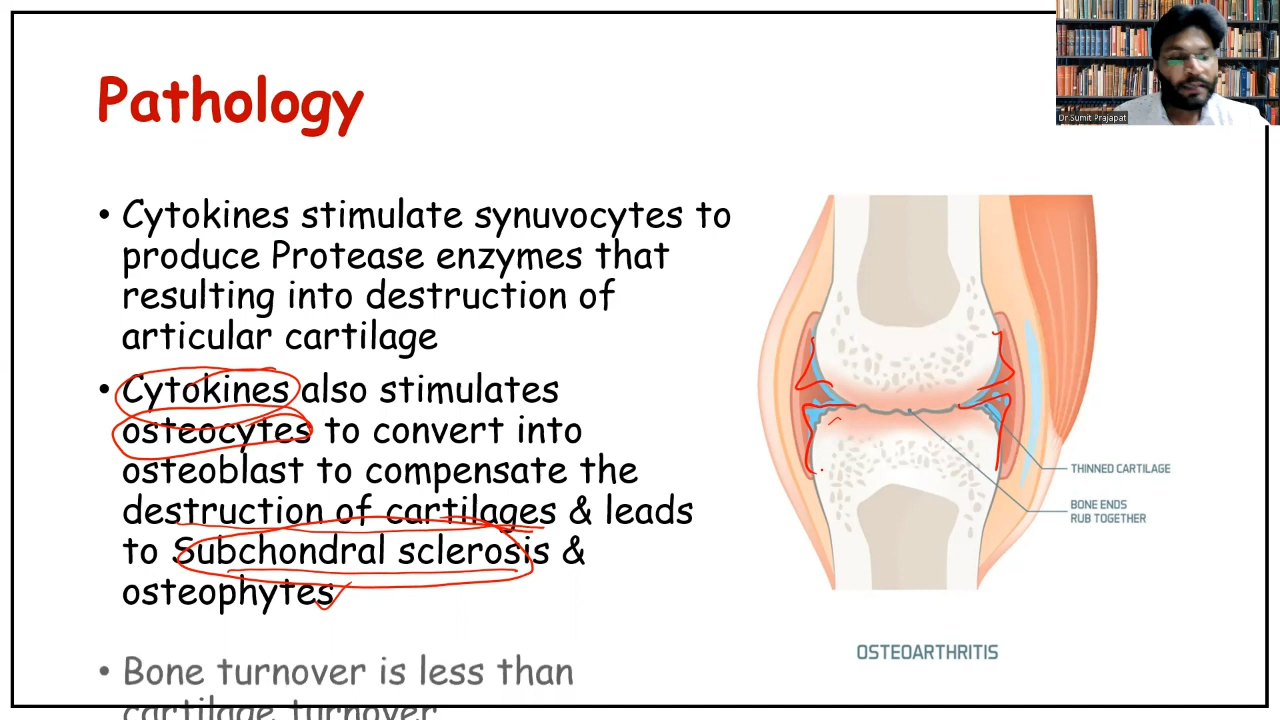 Dr Sumit Prajapat
Pathology
• Cytokines stimulate synuvocytes to
produce Protease enzymes that
resulting into destruction of
articular cartilage
• Cytokines also stimulates
osteocytes to convert into
osteoblast to compensate the
destruction of cartilages & leads
to Subchondral sclerosis &
osteophytes
• Bone turnover is less than
cartilage turnover
THINNED CARTILAGE
BONE ENDS
RUB TOGETHER
OSTEOARTHRITIS